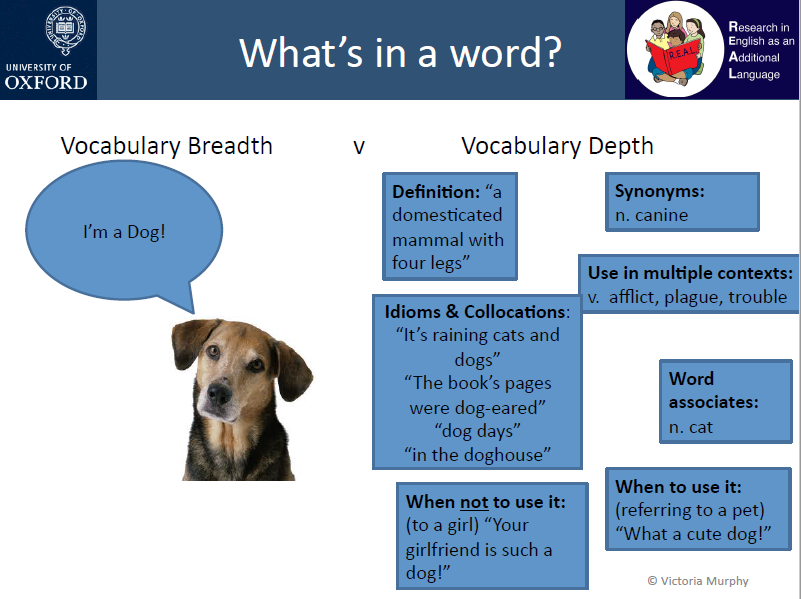 UNIVERSITY OF
OXFORD
What's in a word?
R.E.A.L.
Research in
English as an
Additional
Language
Vocabulary Breadth v Vocabulary Depth
I'm a Dog!
Definition: “a
domesticated
mammal with
four legs”
Synonyms:
n. canine
Use in multiple contexts:
v. afflict, plague, trouble
Idioms & Collocations:
“It's raining cats and
dogs”
“The book's pages
were dog-eared”
“dog days”
“in the doghouse”
Word
associates:
n. cat
When not to use it:
(to a girl) “Your
girlfriend is such a
dog!”
When to use it:
(referring to a pet)
“What a cute dog!”
© Victoria Murphy